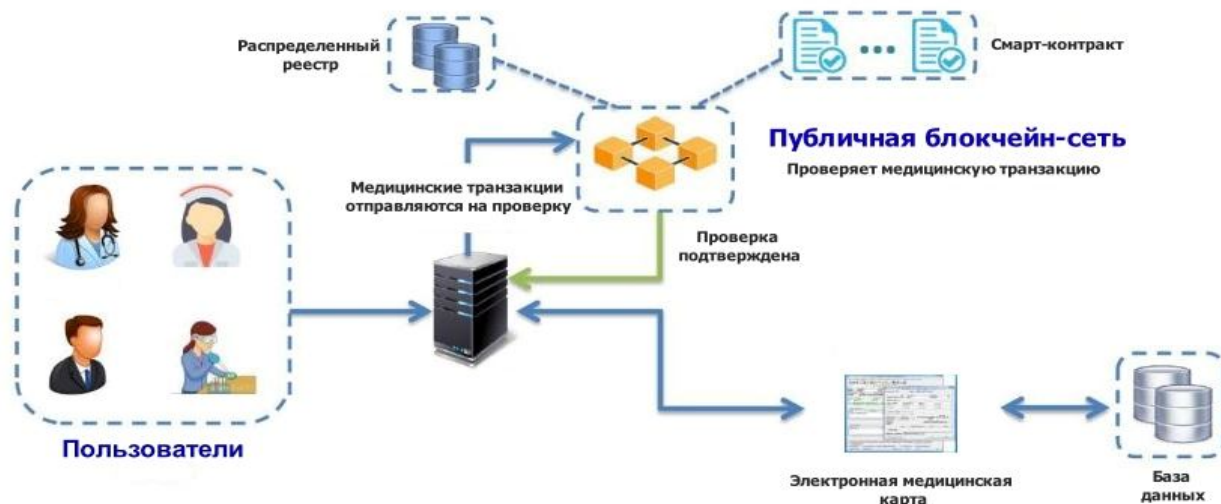 Распределенный
реестр
Смарт-контракт
Публичная блокчейн-сеть
Проверяет медицинскую транзакцию
Медицинские транзакции
отправляются на проверку
Проверка
подтверждена
Пользователи
Электронная медицинская
карта
База
данных